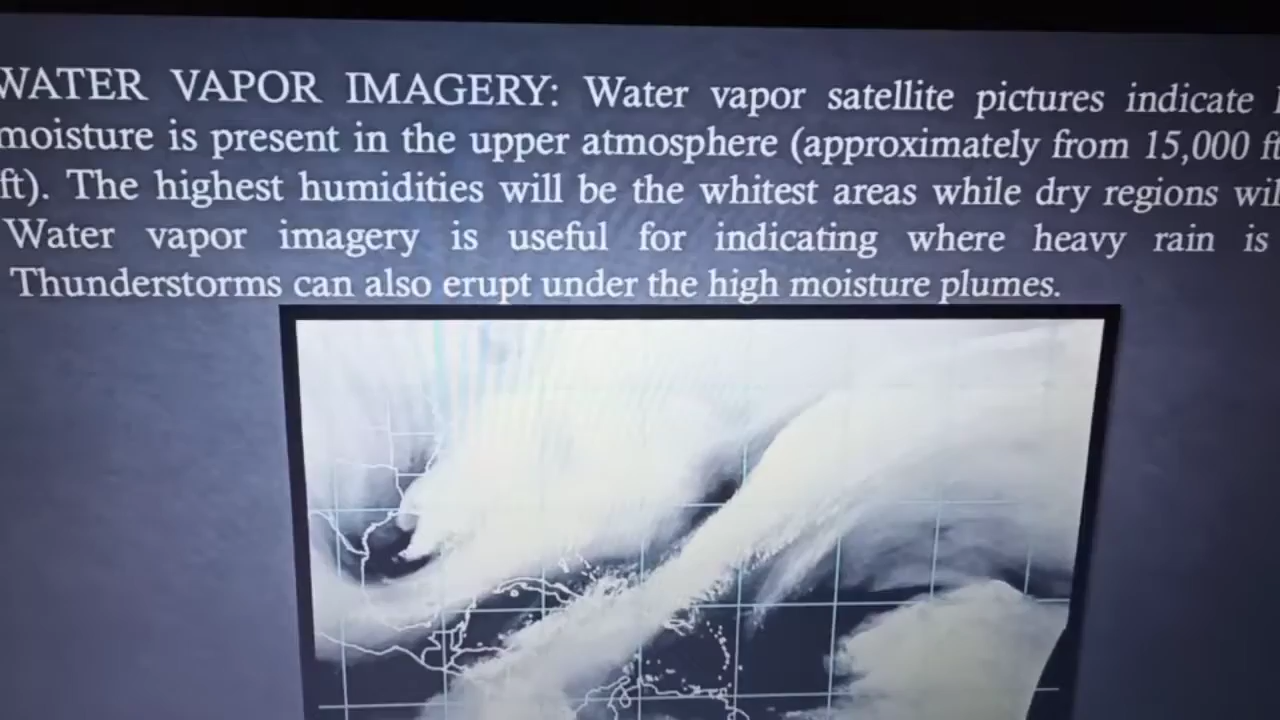 WATER VAPOR IMAGERY: Water vapor satellite pictures indicate
moisture is present in the upper atmosphere (approximately from 15,000 ft
ft). The highest humidities will be the whitest areas while dry regions
Water vapor imagery is useful for indicating where heavy rain is
Thunderstorms can also erupt under the high moisture plumes.